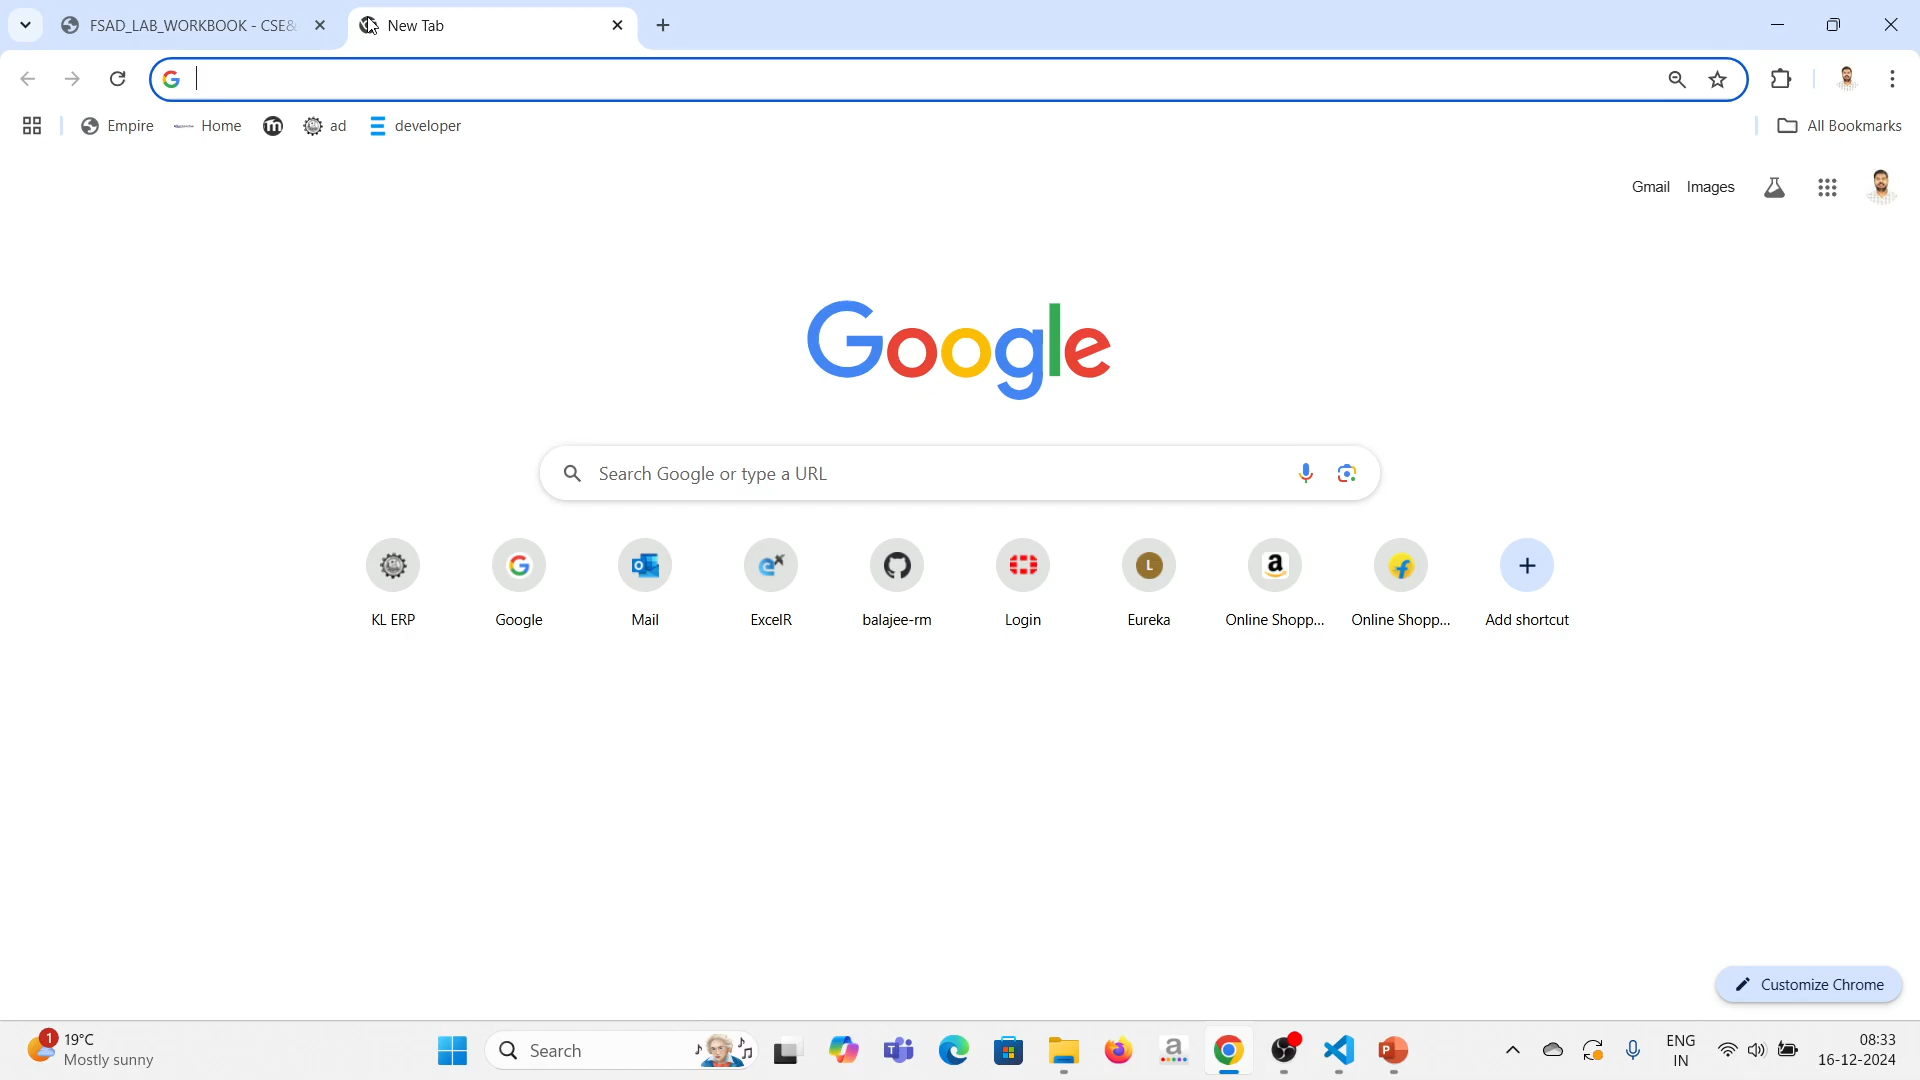 FSAD_LAB_WORKBOOK - CSE&
New Tab
Empire
Home
ad
developer
All Bookmarks
Gmail
Images
Google
Search Google or type a URL
L
a
KL ERP
Google
Mail
ExcelR
balajee-rm
Login
Eureka
Online Shopp...
Online Shopp...
Add shortcut
Customize Chrome
1
19°C
Mostly sunny
Search
ENG
IN
08:33
16-12-2024